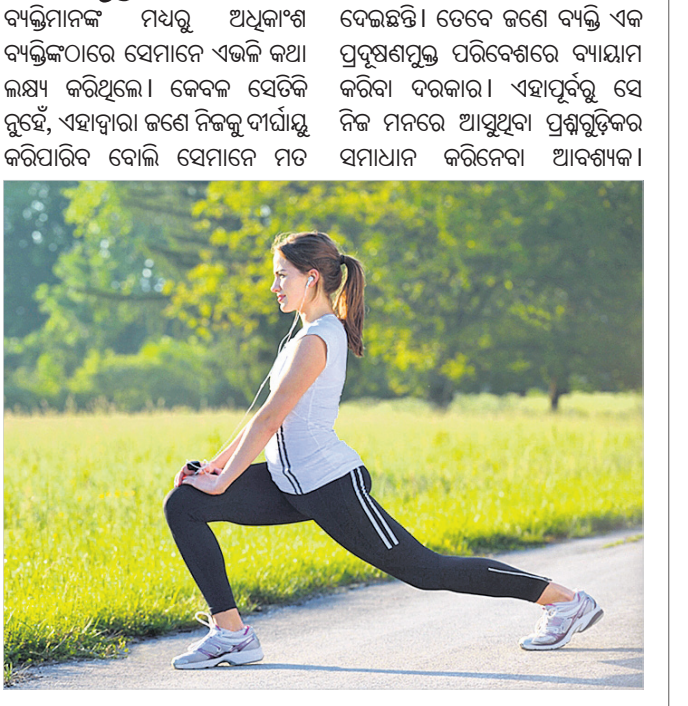 ବ୍ୟକ୍ତିମାନଙ୍କ ମଧ୍ୟରୁ ଅଧିକାଂଶ
ବ୍ୟକ୍ତିଙ୍କଠାରେ ସେମାନେ ଏଭଳି କଥା
ଲକ୍ଷ୍ୟ କରିଥିଲେ। କେବଳ ସେତିକି
ନୁହେଁ, ଏହାଦ୍ୱାରା ଜଣେ ନିଜକୁ ଦୀର୍ଘାୟୁ
କରିପାରିବ ବୋଲି ସେମାନେ ମତ
ଦେଇଛନ୍ତି। ତେବେ ଜଣେ ବ୍ୟକ୍ତି ଏକ
ପ୍ରଦୂଷଣମୁକ୍ତ ପରିବେଶରେ ବ୍ୟାୟାମ
କରିବା ଦରକାର। ଏହାପୂର୍ବରୁ ସେ
ନିଜ ମନରେ ଆସୁଥିବା ପ୍ରଶ୍ନଗୁଡ଼ିକର
ସମାଧାନ କରିନେବା ଆବଶ୍ୟକ।